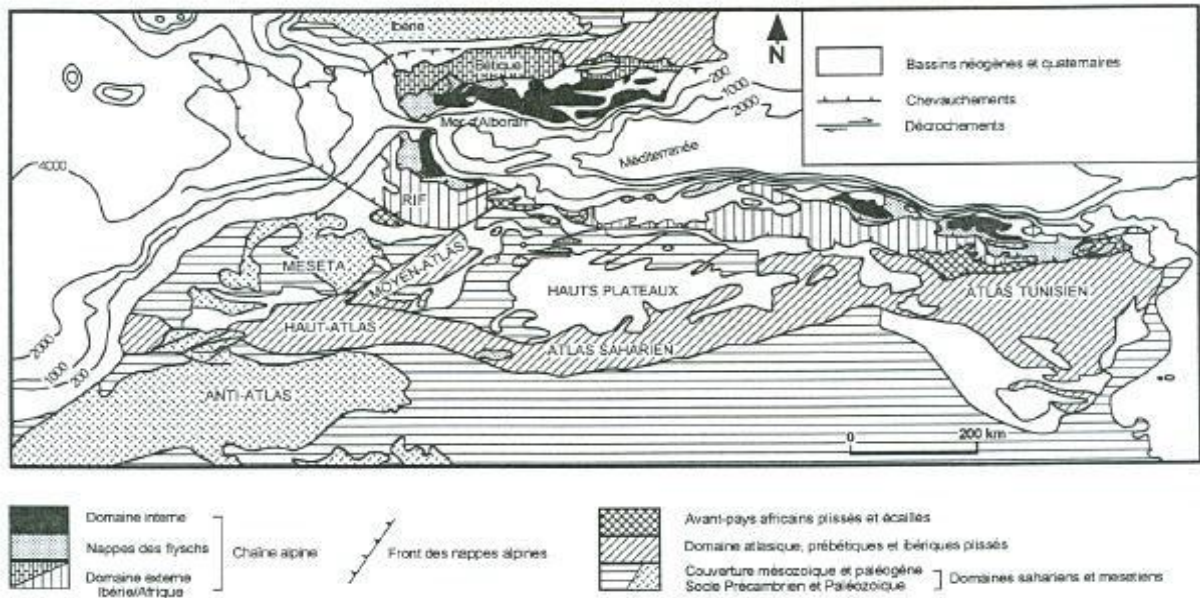 Ibérie
N
Bétique
200
1000
2000
Mer d'Alboran
Méditerranée
4000
RIF
MESETA
MOYEN-ATLAS
HAUTS PLATEAUX
ATLAS TUNISIEN
HAUT-ATLAS
ATLAS SAHARIEN
2000
1000
200
ANTI-ATLAS
0
200 km
Bassins néogènes et quaternaires
Chevauchements
Décrochements
Domaine interne
Nappes des flyschs
Domaine externe
Ibérie/Afrique
Chaîne alpine
Front des nappes alpines
Avant-pays africains plissés et écaillés
Domaine atlasique, prébétiques et ibériques plissés
Couverture mésozoique et paléogène
Socle Précambrien et Paléozoïque
Domaines sahariens et mesetiens